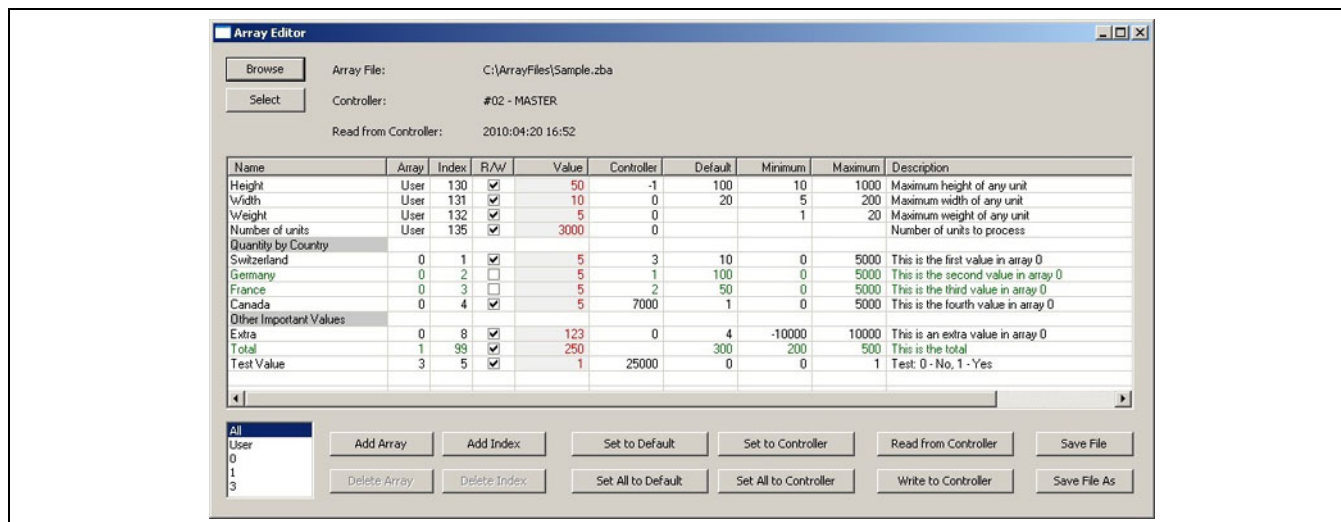 Array Editor
Browse Array File: C:\ArrayFiles\Sample.zba
Select Controller: #02 - MASTER
Read from Controller: 2010:04:20 16:52
Name Array Index R/W Value Controller Default Minimum Maximum Description
Height User 130 50 -1 100 10 1000 Maximum height of any unit
Width User 131 10 0 20 5 200 Maximum width of any unit
Weight User 132 5 0 1 20 Maximum weight of any unit
Number of units User 135 3000 0 Number of units to process
Quantity by Country
Switzerland 0 1 5 3 10 0 5000 This is the first value in array 0
Germany 0 2 5 1 100 0 5000 This is the second value in array 0
France 0 3 5 2 50 0 5000 This is the third value in array 0
Canada 0 4 5 7000 1 0 5000 This is the fourth value in array 0
Other Important Values
Extra 0 8 123 0 4 -10000 10000 This is an extra value in array 0
Total 1 99 250 300 200 500 This is the total
Test Value 3 5 1 25000 0 0 1 Test: 0 - No, 1 - Yes
All
User
0
1
3
Add Array Add Index Set to Default Set to Controller Read from Controller Save File
Delete Array Delete Index Set All to Default Set All to Controller Write to Controller Save File As